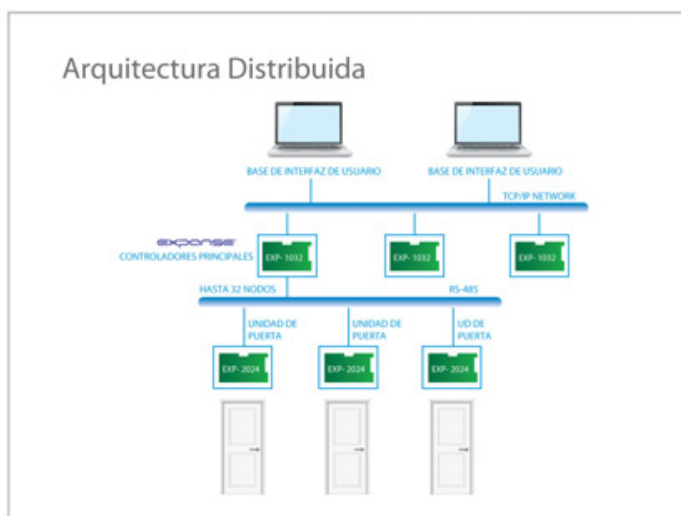 Arquitectura Distribuida
BASE DE INTERFAZ DE USUARIO
BASE DE INTERFAZ DE USUARIO
TCP/IP NETWORK
expanse
CONTROLADORES PRINCIPALES
EXP- 1032
EXP- 1032
EXP- 1032
HASTA 32 NODOS
RS-485
UNIDAD DE
PUERTA
UNIDAD DE
PUERTA
UD DE
PUERTA
EXP- 2024
EXP- 2024
EXP- 2024